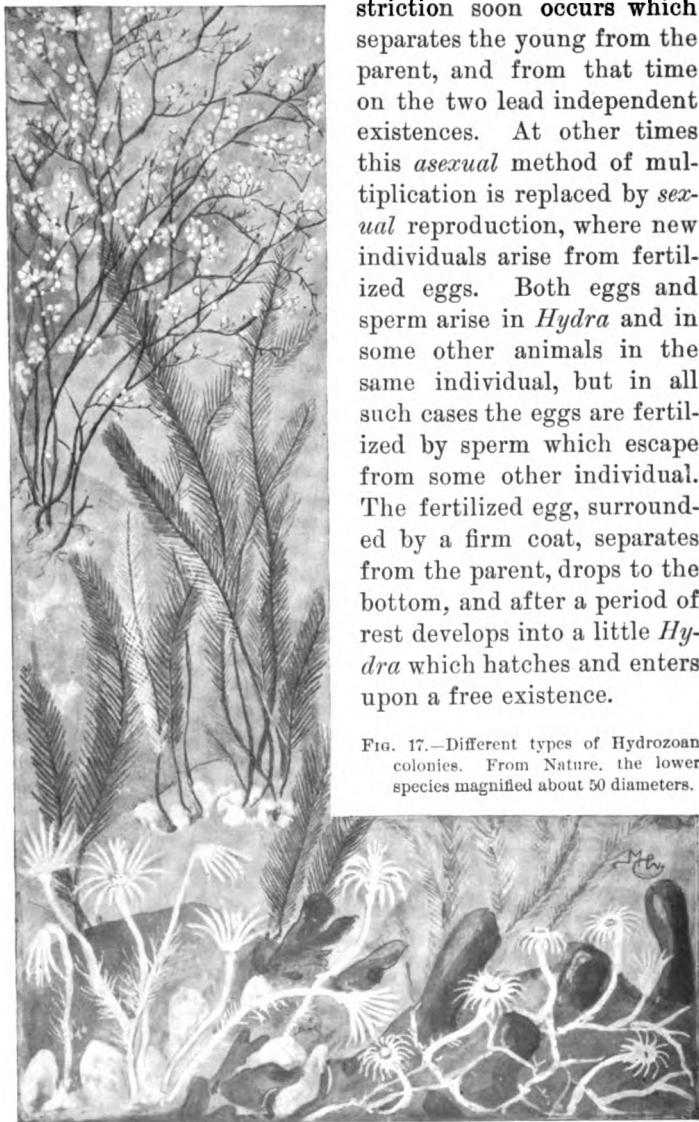 striction soon occurs which
separates the young from the
parent, and from that time
on the two lead independent
existences. At other times
this asexual method of mul-
tiplication is replaced by sex-
ual reproduction, where new
individuals arise from fertil-
ized eggs. Both eggs and
sperm arise in Hydra and in
some other animals in the
same individual, but in all
such cases the eggs are fertil-
ized by sperm which escape
from some other individual.
The fertilized egg, surround-
ed by a firm coat, separates
from the parent, drops to the
bottom, and after a period of
rest develops into a little Hy-
dra which hatches and enters
upon a free existence.
FIG. 17.—Different types of Hydrozoan
colonies. From Nature, the lower
species magnified about 50 diameters.